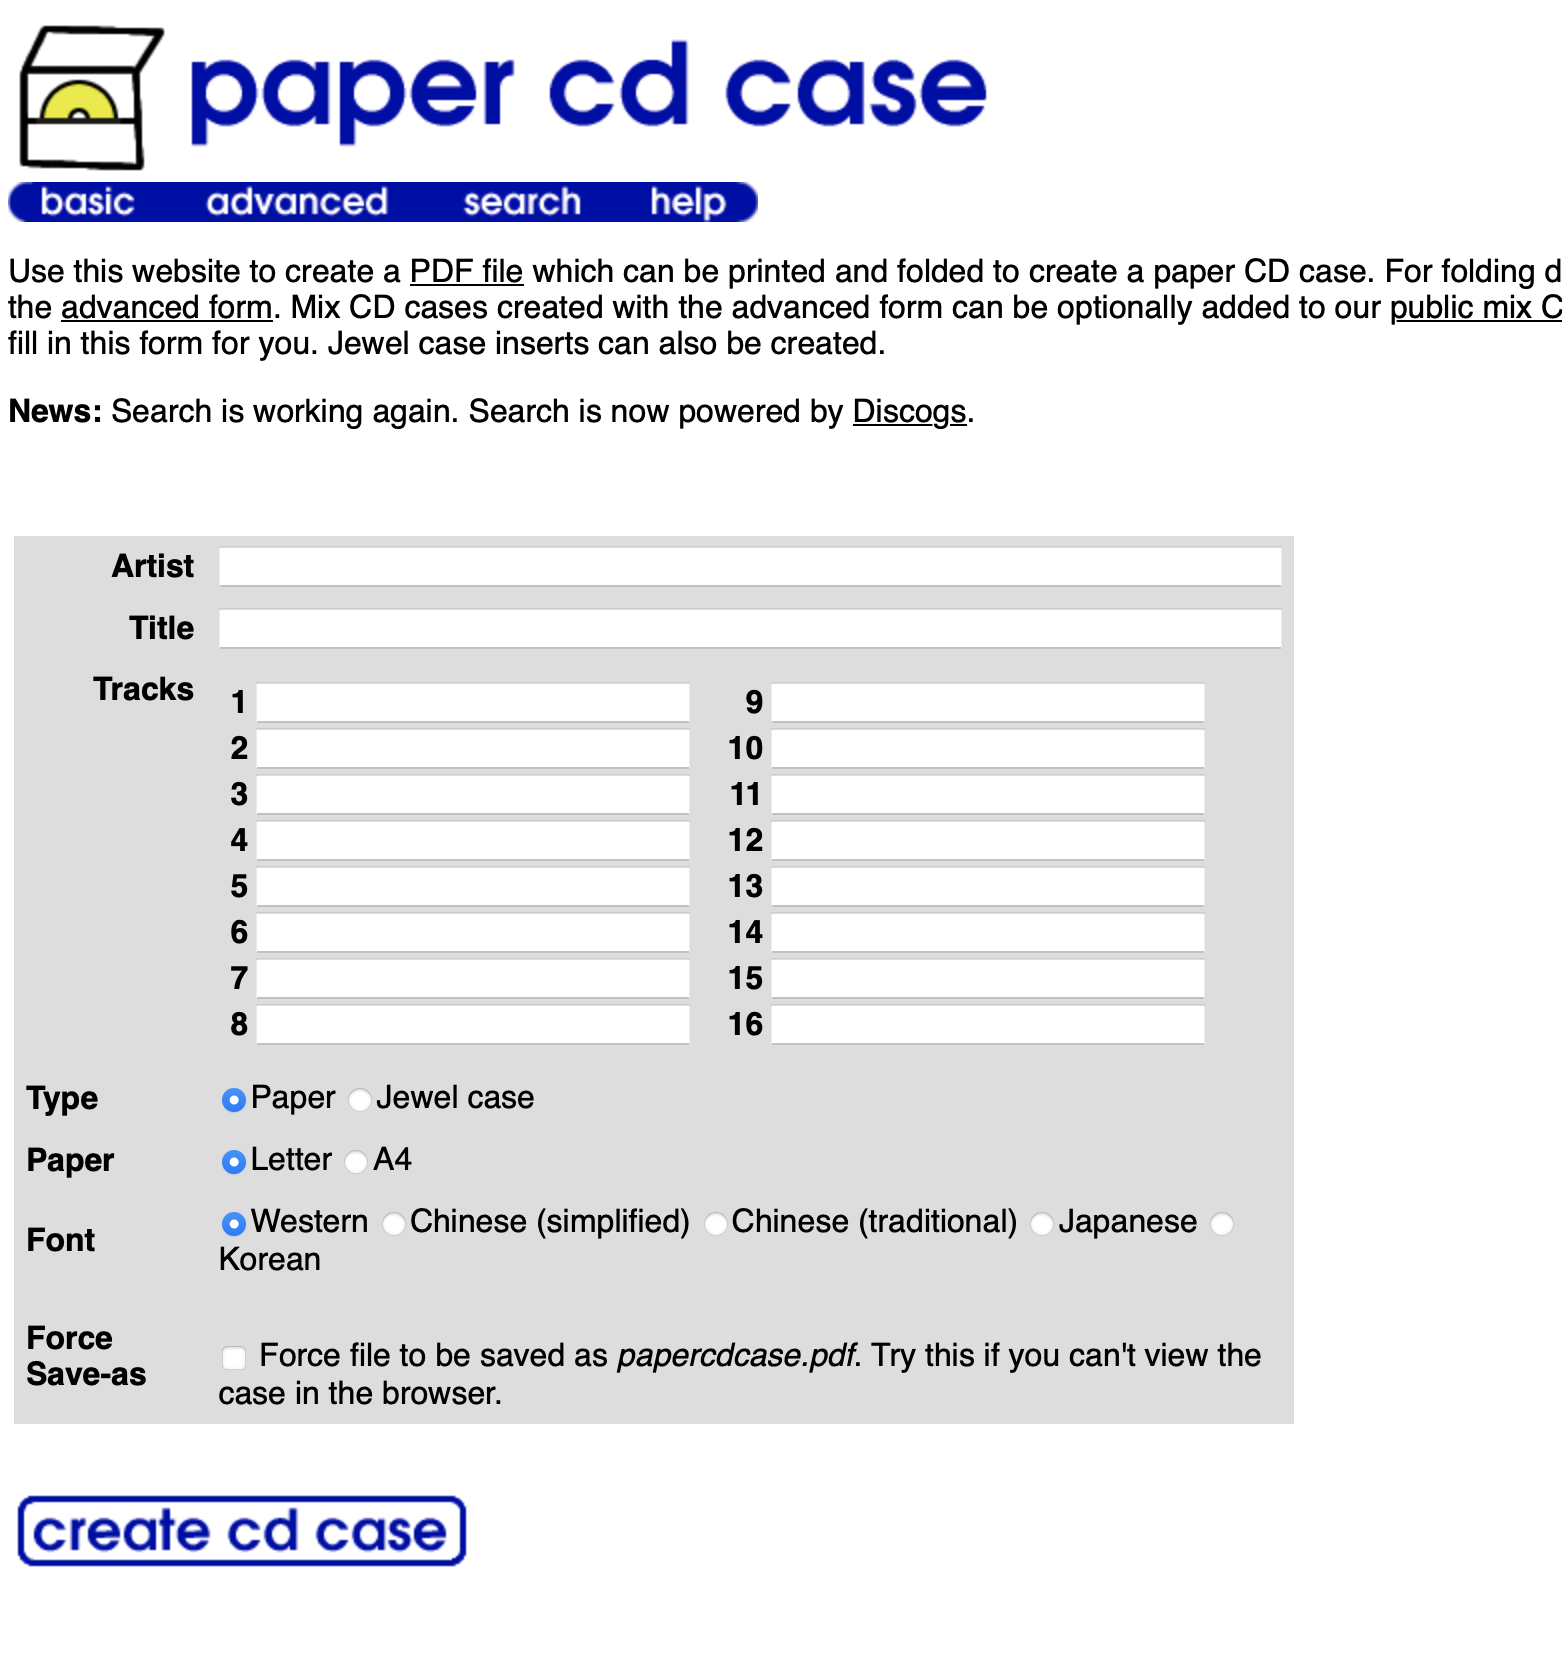 paper cd case
basic advanced search help
Use this website to create a PDF file which can be printed and folded to create a paper CD case. For folding d
the advanced form. Mix CD cases created with the advanced form can be optionally added to our public mix C
fill in this form for you. Jewel case inserts can also be created.
News: Search is working again. Search is now powered by Discogs.
Artist
Title
Tracks
1 9
2 10
3 11
4 12
5 13
6 14
7 15
8 16
Type Paper Jewel case
Paper Letter A4
Font Western Chinese (simplified) Chinese (traditional) Japanese
Korean
Force
Save-as
Force file to be saved as papercdcase.pdf. Try this if you can't view the
case in the browser.
create cd case